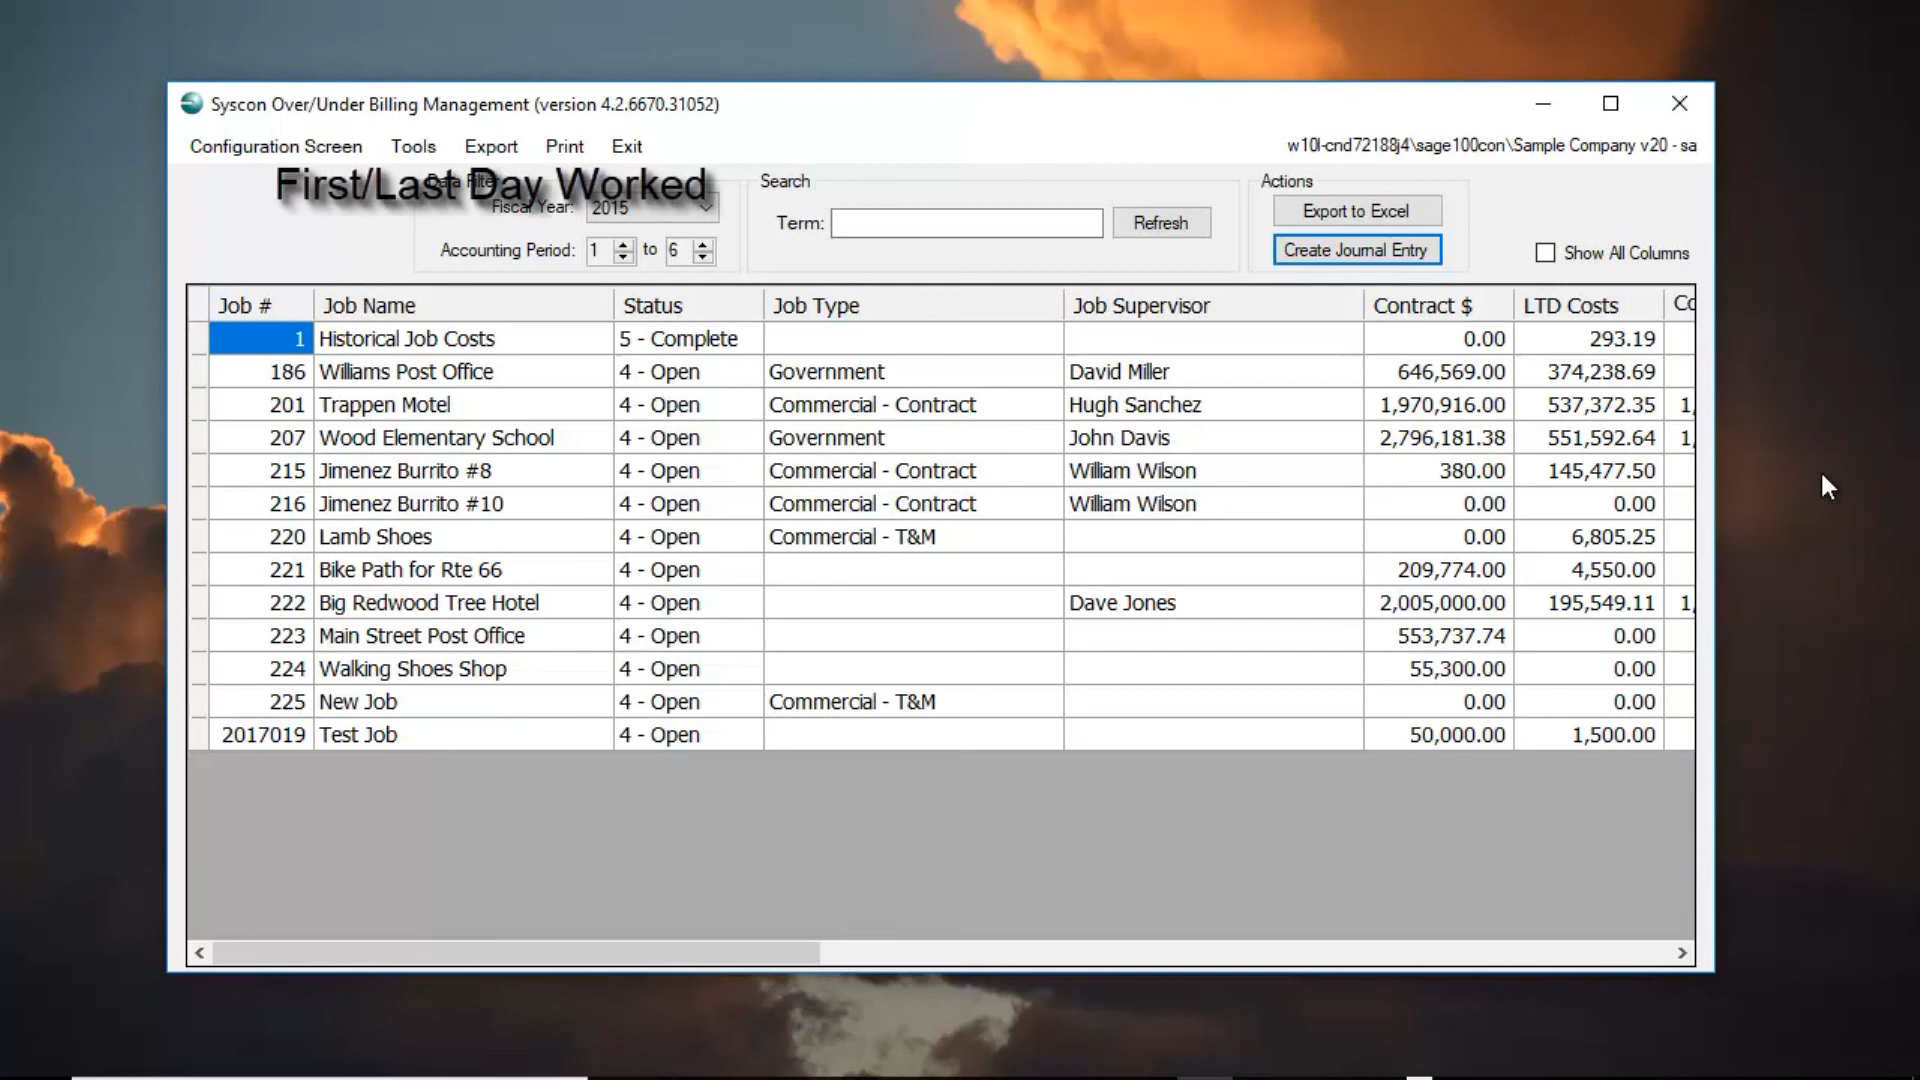 Syscon Over/Under Billing Management (version 4.2.6670.31052)
Configuration Screen Tools Export Print Exit w10l-cnd72188j4\sage100con\Sample Company v20 - sa
First/Last Day Worked
Data Filter Search Actions
Fiscal Year: 2015 Term: Refresh Export to Excel
Accounting Period: 1 to 6 Create Journal Entry Show All Columns
Job # Job Name Status Job Type Job Supervisor Contract $ LTD Costs Co
1 Historical Job Costs 5 - Complete 0.00 293.19
186 Williams Post Office 4 - Open Government David Miller 646,569.00 374,238.69
201 Trappen Motel 4 - Open Commercial - Contract Hugh Sanchez 1,970,916.00 537,372.35 1,
207 Wood Elementary School 4 - Open Government John Davis 2,796,181.38 551,592.64 1,
215 Jimenez Burrito #8 4 - Open Commercial - Contract William Wilson 380.00 145,477.50
216 Jimenez Burrito #10 4 - Open Commercial - Contract William Wilson 0.00 0.00
220 Lamb Shoes 4 - Open Commercial - T&M 0.00 6,805.25
221 Bike Path for Rte 66 4 - Open 209,774.00 4,550.00
222 Big Redwood Tree Hotel 4 - Open Dave Jones 2,005,000.00 195,549.11 1,
223 Main Street Post Office 4 - Open 553,737.74 0.00
224 Walking Shoes Shop 4 - Open 55,300.00 0.00
225 New Job 4 - Open Commercial - T&M 0.00 0.00
2017019 Test Job 4 - Open 50,000.00 1,500.00